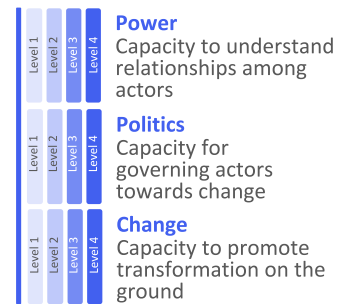 Level 1
Level 2
Level 3
Level 4
Power
Capacity to understand
relationships among
actors
Level 1
Level 2
Level 3
Level 4
Politics
Capacity for
governing actors
towards change
Level 1
Level 2
Level 3
Level 4
Change
Capacity to promote
transformation on the
ground